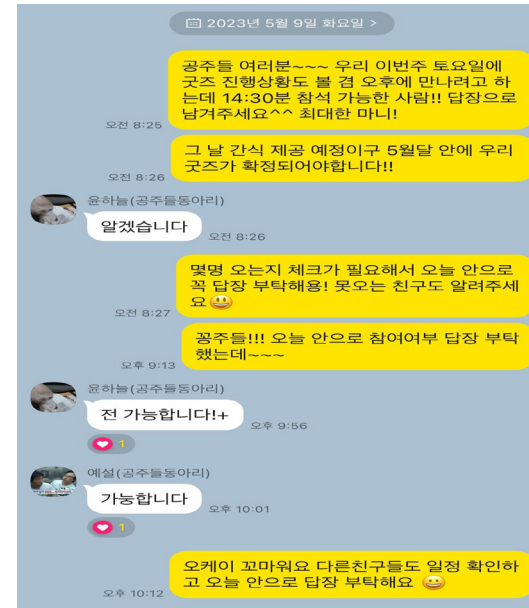 2023년 5월 9일 화요일 >
공주들 여러분~~~ 우리 이번주 토요일에
굿즈 진행상황도 볼 겸 오후에 만나려고 하
는데 14:30분 참석 가능한 사람!! 답장으로
남겨주세요^^ 최대한 마니!
오전 8:25
그 날 간식 제공 예정이구 5월달 안에 우리
굿즈가 확정되어야합니다!!
오전 8:26
윤하늘(공주들동아리)
알겠습니다
오전 8:26
몇명 오는지 체크가 필요해서 오늘 안으로
꼭 답장 부탁해용! 못오는 친구도 알려주세
요😃
오전 8:27
꽁주들!!! 오늘 안으로 참여여부 답장 부탁
했는데~~~
오후 9:13
윤하늘(공주들동아리)
전 가능합니다!+
오후 9:56
1
예설(공주들동아리)
가눙합니다
오후 10:01
1
오케이 꼬마워요 다른친구들도 일정 확인하
고 오늘 안으로 답장 부탁해요 😀
오후 10:12